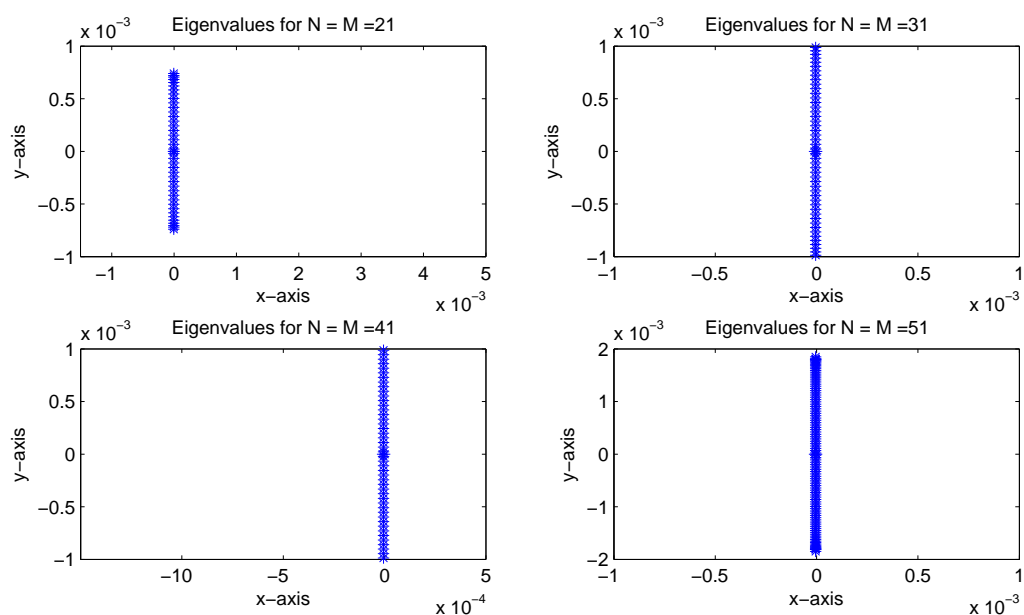 Eigenvalues for N = M =21
x 10^-3
1
0.5
0
−0.5
−1
y−axis
−1 0 1 2 3 4 5
x−axis
x 10^-3
Eigenvalues for N = M =31
x 10^-3
1
0.5
0
−0.5
−1
y−axis
−1 −0.5 0 0.5 1
x−axis
x 10^-3
Eigenvalues for N = M =41
x 10^-3
1
0.5
0
−0.5
−1
y−axis
−10 −5 0 5
x−axis
x 10^-4
Eigenvalues for N = M =51
x 10^-3
2
1
0
−1
−2
y−axis
−1 −0.5 0 0.5 1
x−axis
x 10^-3